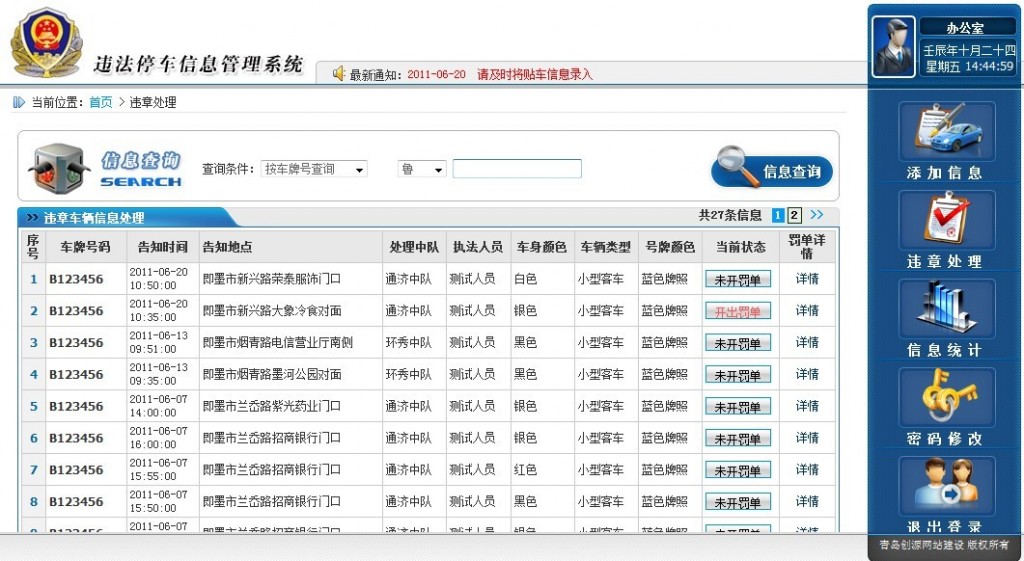 违法停车信息管理系统
最新通知：2011-06-20 请及时将贴车信息录入
办公室
壬辰年十月二十四
星期五 14:44:59
当前位置：首页 > 违章处理
信息查询
SEARCH
查询条件：按车牌号查询 鲁 信息查询
违章车辆信息处理 共27条信息 1 2 >>
序号 车牌号码 告知时间 告知地点 处理中队 执法人员 车身颜色 车辆类型 号牌颜色 当前状态 罚单详情
1 B123456 2011-06-20 10:50:00 即墨市新兴路荣泰服饰门口 通济中队 测试人员 白色 小型客车 蓝色牌照 未开罚单 详情
2 B123456 2011-06-20 10:35:00 即墨市新兴路大象冷食对面 通济中队 测试人员 银色 小型客车 蓝色牌照 开出罚单 详情
3 B123456 2011-06-13 09:51:00 即墨市烟青路电信营业厅南侧 环秀中队 测试人员 黑色 小型客车 蓝色牌照 未开罚单 详情
4 B123456 2011-06-13 09:35:00 即墨市烟青路墨河公园对面 环秀中队 测试人员 黑色 小型客车 蓝色牌照 未开罚单 详情
5 B123456 2011-06-07 14:00:00 即墨市兰岙路紫光药业门口 通济中队 测试人员 银色 小型客车 蓝色牌照 未开罚单 详情
6 B123456 2011-06-07 16:00:00 即墨市兰岙路招商银行门口 通济中队 测试人员 银色 小型客车 蓝色牌照 未开罚单 详情
7 B123456 2011-06-07 15:55:00 即墨市兰岙路招商银行门口 通济中队 测试人员 红色 小型客车 蓝色牌照 未开罚单 详情
8 B123456 2011-06-07 15:50:00 即墨市兰岙路招商银行门口 通济中队 测试人员 黑色 小型客车 蓝色牌照 未开罚单 详情
2011-06-07
添加信息
违章处理
信息统计
密码修改
退出登录
青岛创源网站建设 版权所有